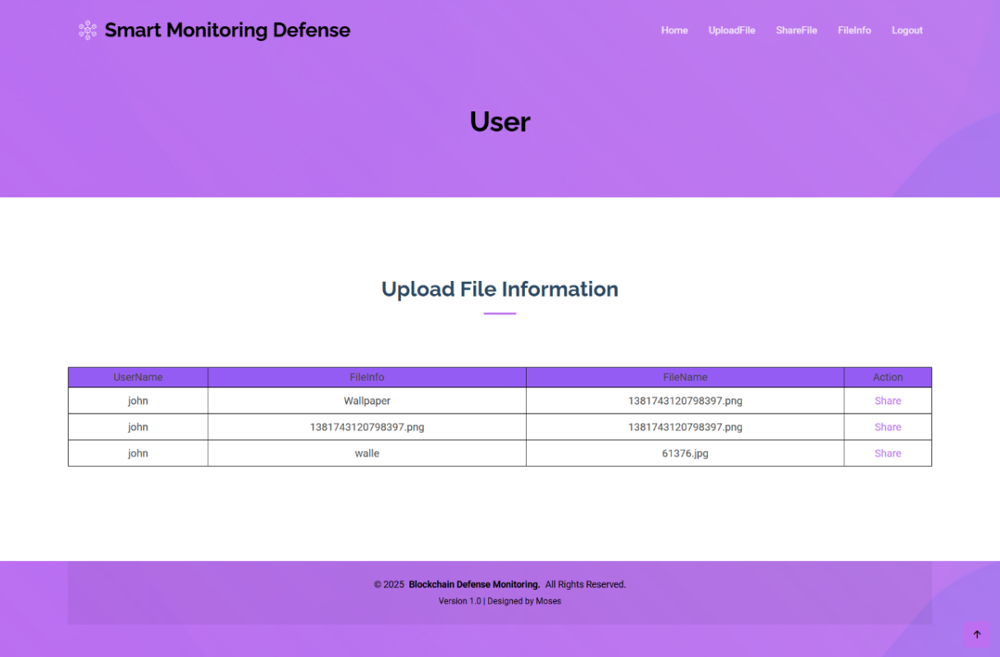 Smart Monitoring Defense
Home UploadFile ShareFile FileInfo Logout
User
Upload File Information
UserName FileInfo FileName Action
john Wallpaper 1381743120798397.png Share
john 1381743120798397.png 1381743120798397.png Share
john walle 61376.jpg Share
© 2025 Blockchain Defense Monitoring. All Rights Reserved.
Version 1.0 | Designed by Moses